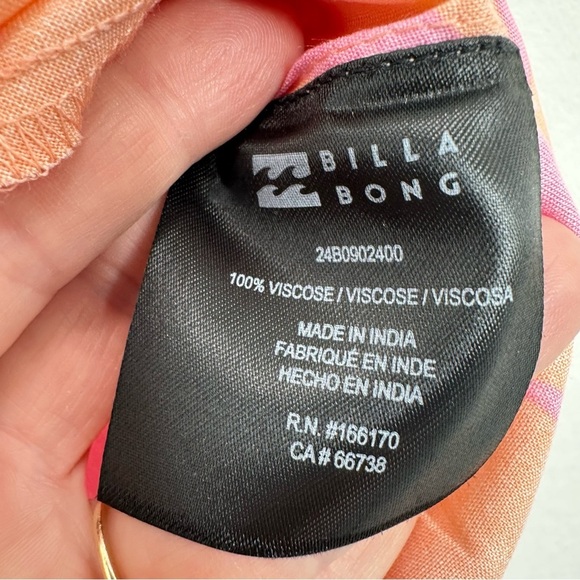 BILLA
BONG
24B0902400
100% VISCOSE / VISCOSE / VISCOSA
MADE IN INDIA
FABRIQUÉ EN INDE
HECHO EN INDIA
R.N. #166170
CA# 66738